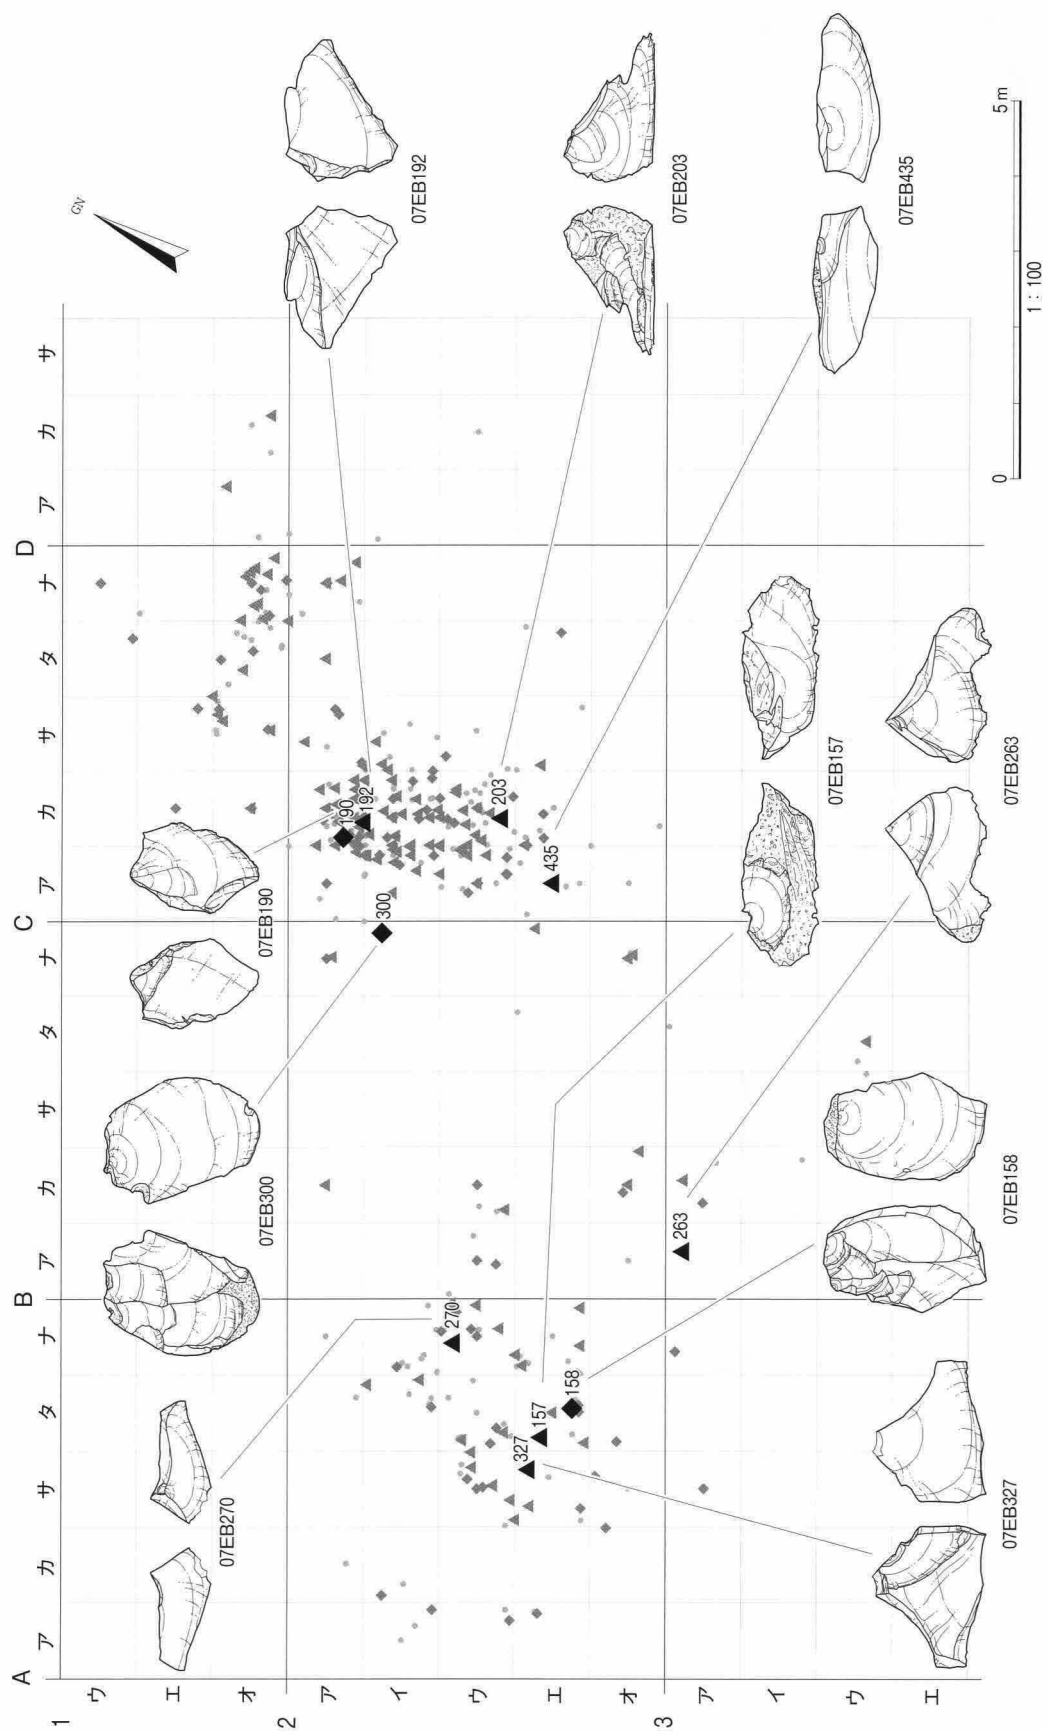 A B C D
ア カ サ タ ナ ア カ サ タ ナ ア カ サ タ ナ ア カ サ
1
ウ
エ
オ
2
ア
イ
ウ
エ
オ
3
ア
イ
ウ
エ
GN
07EB270
07EB300
07EB190
07EB192
190
192
300
270
203
327
157
435
158
263
07EB203
07EB157
07EB435
07EB327
07EB158
07EB263
0 5 m
1 : 100